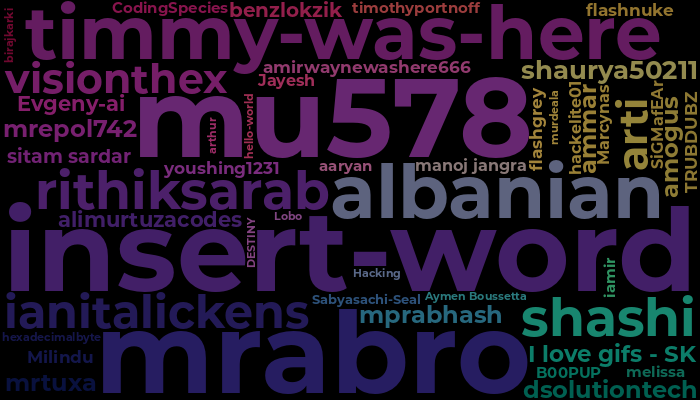 CodingSpecies
benzlokzik
timothyportnoff
flashnuke
birajkarki
timmy-was-here
amirwaynewashere666
shaurya50211
visionthex
Jayesh
Evgeny-ai
mu578
mrepol742
arthur
hello-world
flashgrey
murdeala
hackelite01
ammar
Marcynas
arti
SiGMafEAr
amogus
TRUBBPUBZ
sitam sardar
youshing1231
aaryan
manoj jangra
rithiksarab
albanian
alimurtuzacodes
Lobo
DESTINY
insert-word
Hacking
iamir
ianitalickens
Sabyasachi-Seal
Aymen Boussetta
mprabhash
shashi
hexadecimalbyte
mrabro
Milindu
I love gifs - SK
B00PUP
melissa
mrtuxa
dsolutiontech